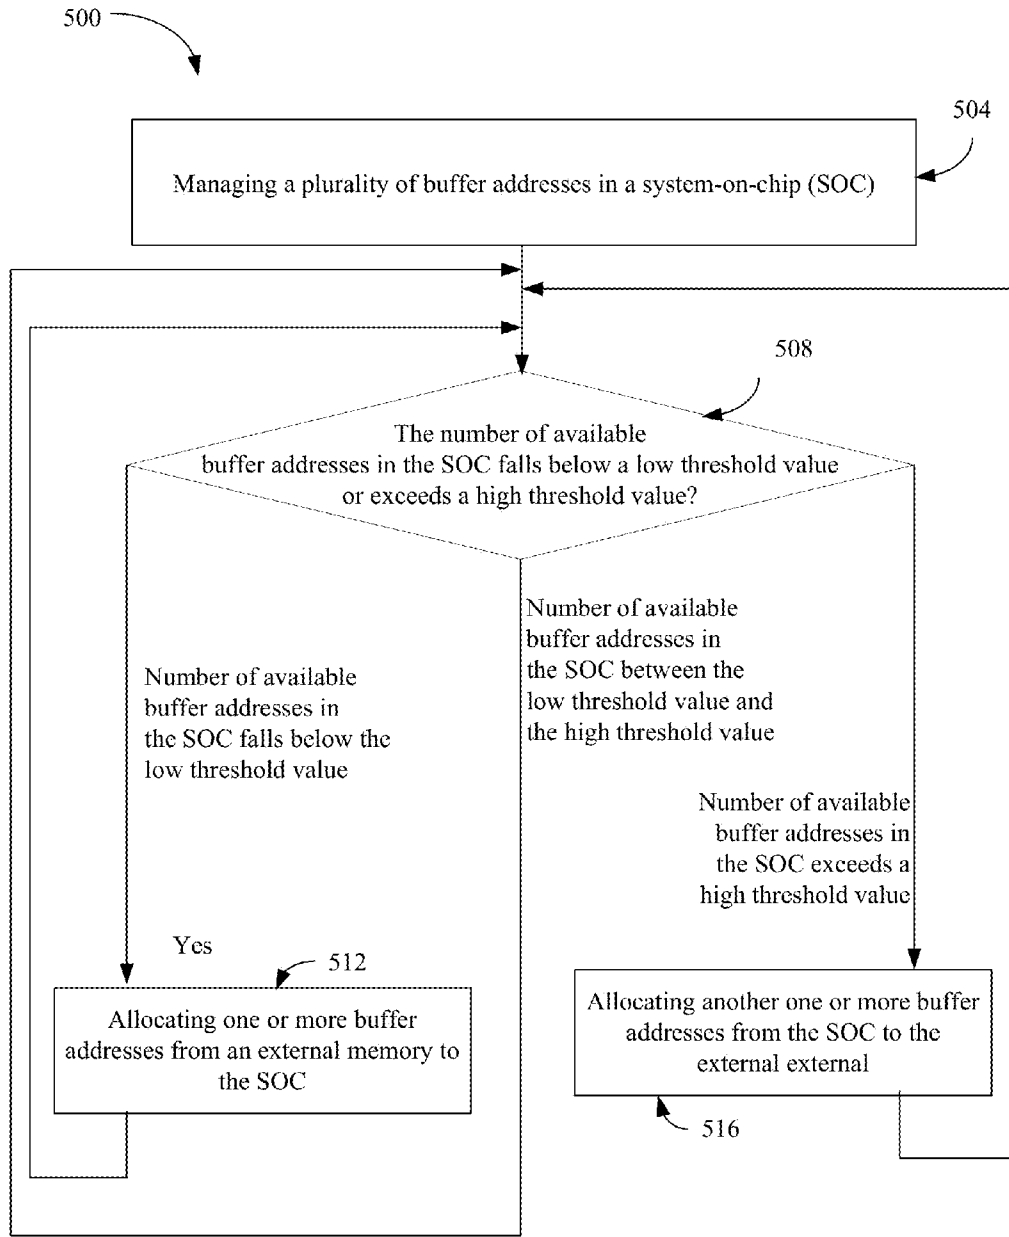 500
504
Managing a plurality of buffer addresses in a system-on-chip (SOC)
508
The number of available
buffer addresses in the SOC falls below a low threshold value
or exceeds a high threshold value?
Number of available
buffer addresses in
the SOC between the
low threshold value and
the high threshold value
Number of available
buffer addresses in
the SOC falls below the
low threshold value
Number of available
buffer addresses in
the SOC exceeds a
high threshold value
Yes
512
Allocating one or more buffer
addresses from an external memory to
the SOC
Allocating another one or more buffer
addresses from the SOC to the
external external
516